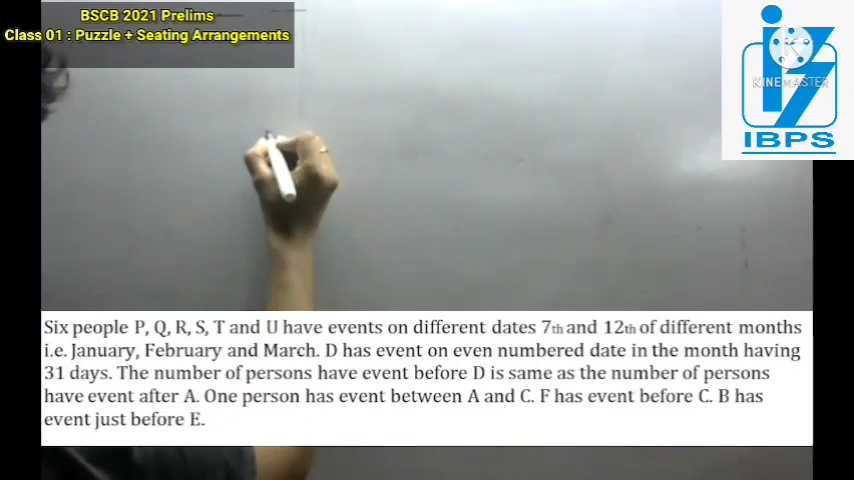 BSCB 2021 Prelims
Class 01 : Puzzle + Seating Arrangements
KINEMASTER
IBPS
Six people P, Q, R, S, T and U have events on different dates 7th and 12th of different months
i.e. January, February and March. D has event on even numbered date in the month having
31 days. The number of persons have event before D is same as the number of persons
have event after A. One person has event between A and C. F has event before C. B has
event just before E.